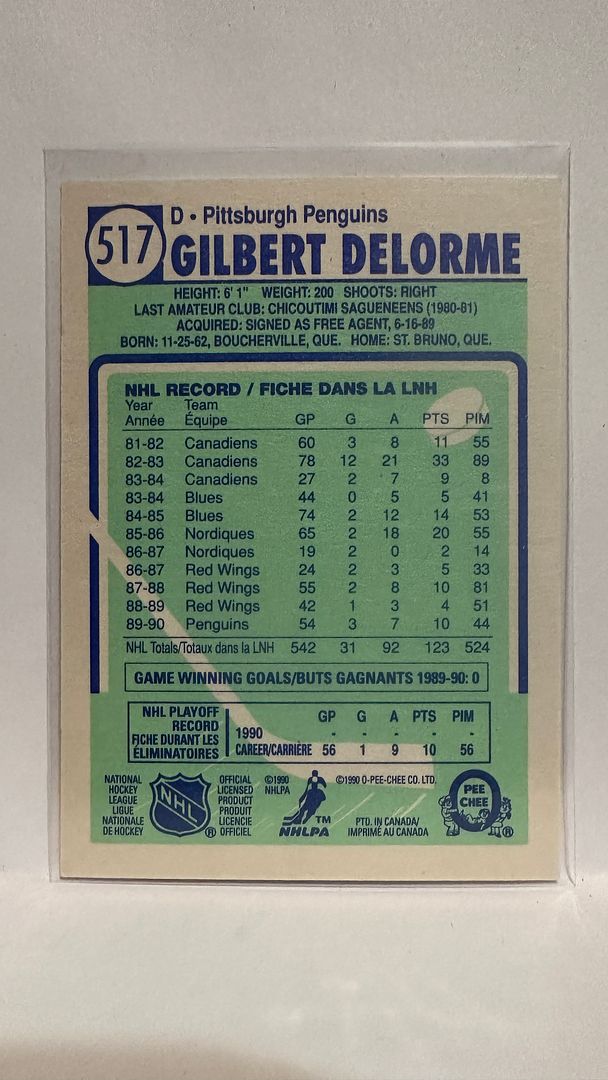 517
D • Pittsburgh Penguins
GILBERT DELORME
HEIGHT: 6' 1" WEIGHT: 200 SHOOTS: RIGHT
LAST AMATEUR CLUB: CHICOUTIMI SAGUENEENS (1980-81)
ACQUIRED: SIGNED AS FREE AGENT, 6-16-89
BORN: 11-25-62, BOUCHERVILLE, QUE. HOME: ST. BRUNO, QUE.
NHL RECORD / FICHE DANS LA LNH
Year Team
Année Équipe GP G A PTS PIM
81-82 Canadiens 60 3 8 11 55
82-83 Canadiens 78 12 21 33 89
83-84 Canadiens 27 2 7 9 8
83-84 Blues 44 0 5 5 41
84-85 Blues 74 2 12 14 53
85-86 Nordiques 65 2 18 20 55
86-87 Nordiques 19 2 0 2 14
86-87 Red Wings 24 2 3 5 33
87-88 Red Wings 55 2 8 10 81
88-89 Red Wings 42 1 3 4 51
89-90 Penguins 54 3 7 10 44
NHL Totals/Totaux dans la LNH 542 31 92 123 524
GAME WINNING GOALS/BUTS GAGNANTS 1989-90: 0
NHL PLAYOFF
RECORD
FICHE DURANT LES
ÉLIMINATOIRES
GP G A PTS PIM
1990 - - - - -
CAREER/CARRIÈRE 56 1 9 10 56
NATIONAL
HOCKEY
LEAGUE
LIGUE
NATIONALE
DE HOCKEY
NHL
®
OFFICIAL
LICENSED
PRODUCT
PRODUIT
LICENCIE
OFFICIEL
©1990
NHLPA
TM
NHLPA
©1990 O-PEE-CHEE CO. LTD.
PTD. IN CANADA/
IMPRIMÉ AU CANADA
PEE
CHEE
®